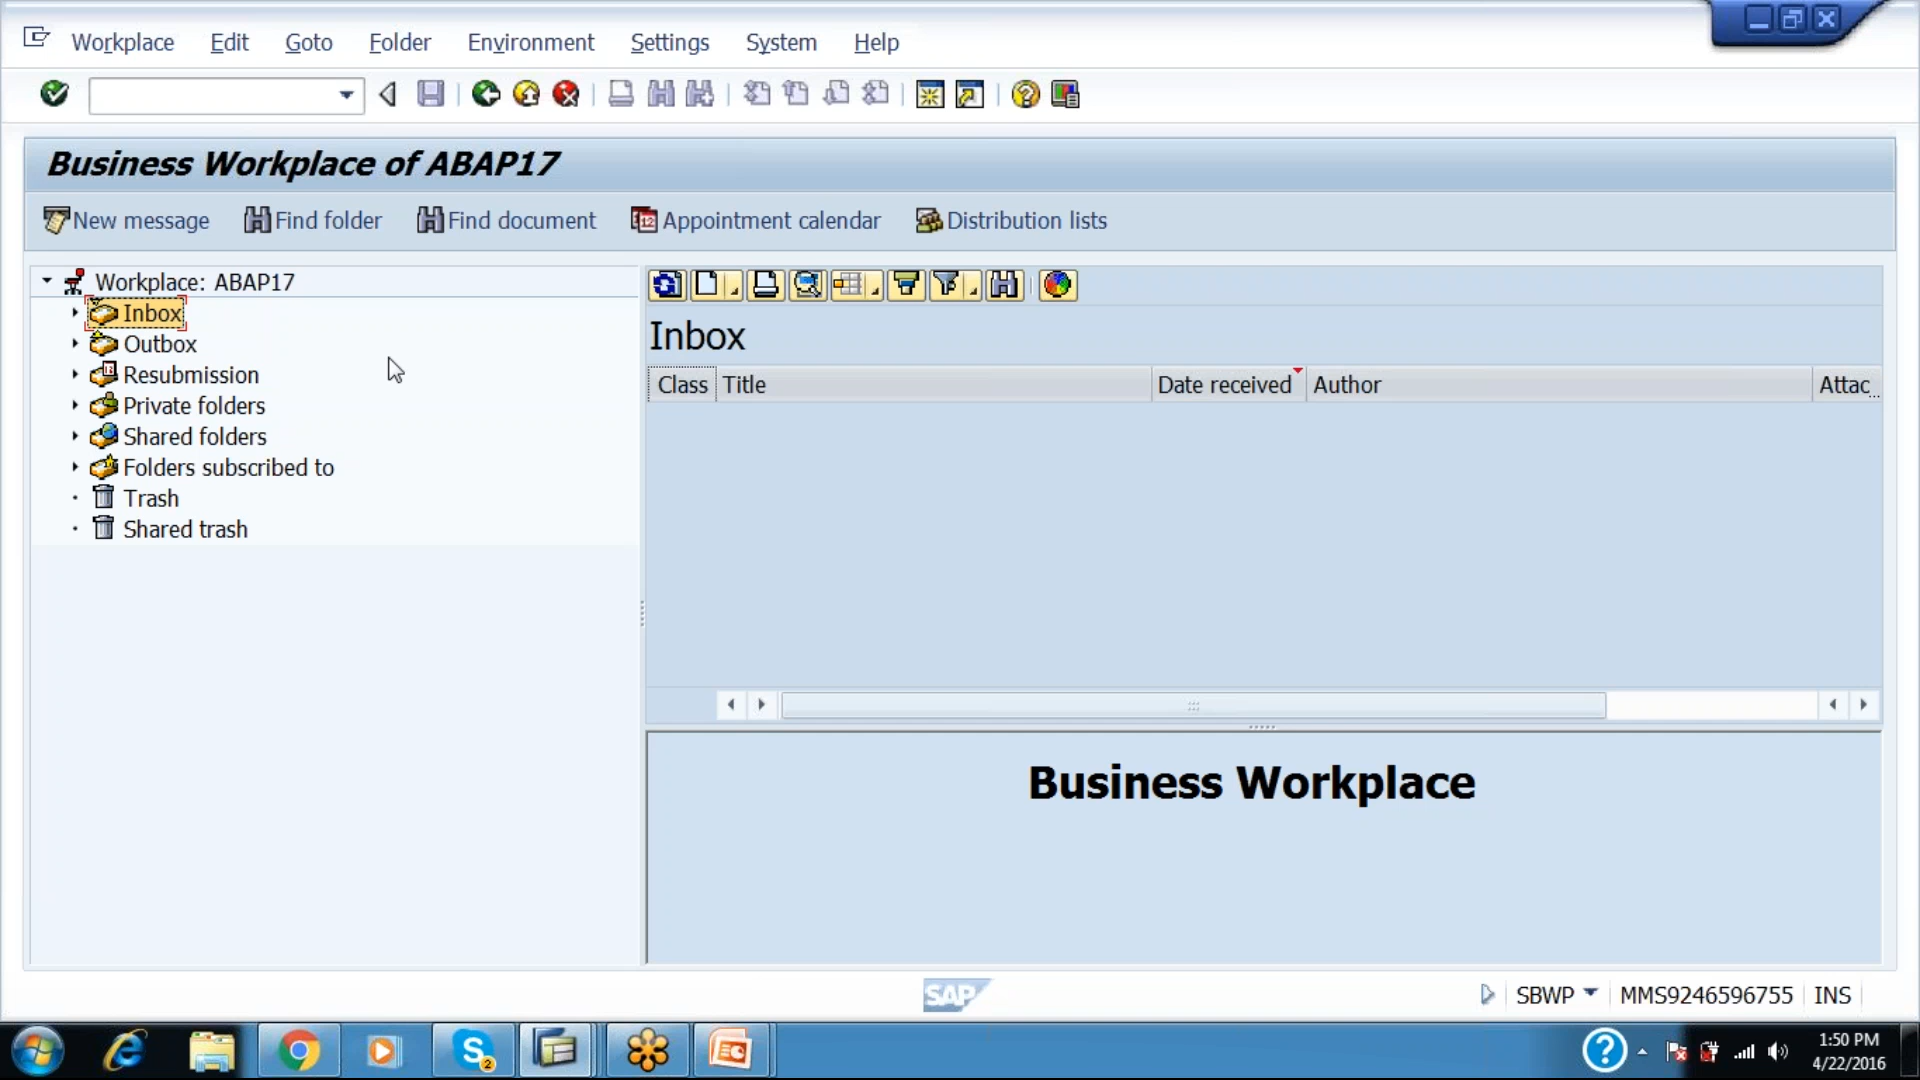 Workplace Edit Goto Folder Environment Settings System Help
Business Workplace of ABAP17
New message Find folder Find document 12 Appointment calendar Distribution lists
Workplace: ABAP17
Inbox
Outbox
Resubmission
Private folders
Shared folders
Folders subscribed to
Trash
Shared trash
Inbox
Class Title Date received Author Attac...
Business Workplace
SAP
SBWP MMS9246596755 INS
S 2
1:50 PM
4/22/2016